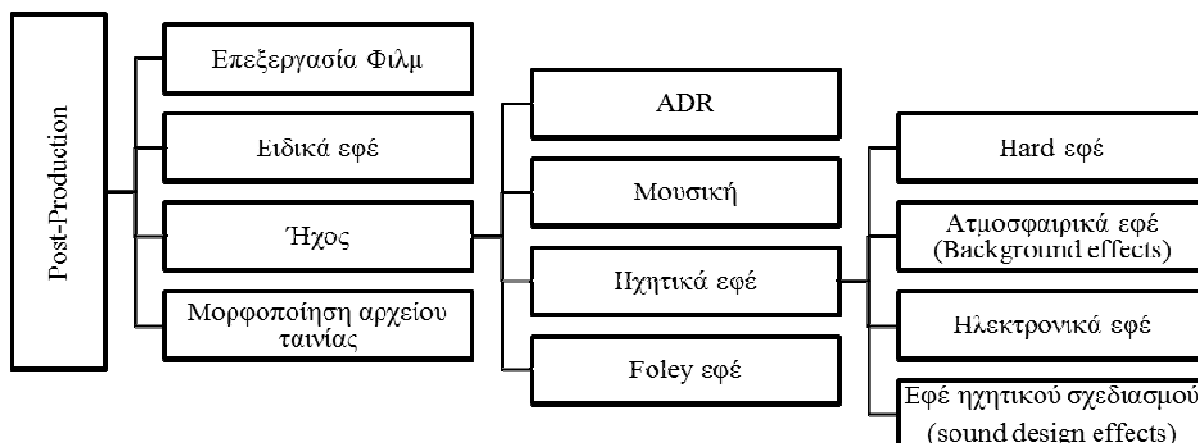 Post-Production
Επεξεργασία Φιλμ
Ειδικά εφέ
Ήχος
Μορφοποίηση αρχείου
ταινίας
ADR
Μουσική
Ηχητικά εφέ
Foley εφέ
Hard εφέ
Ατμοσφαιρικά εφέ
(Background effects)
Ηλεκτρονικά εφέ
Εφέ ηχητικού σχεδιασμού
(sound design effects)